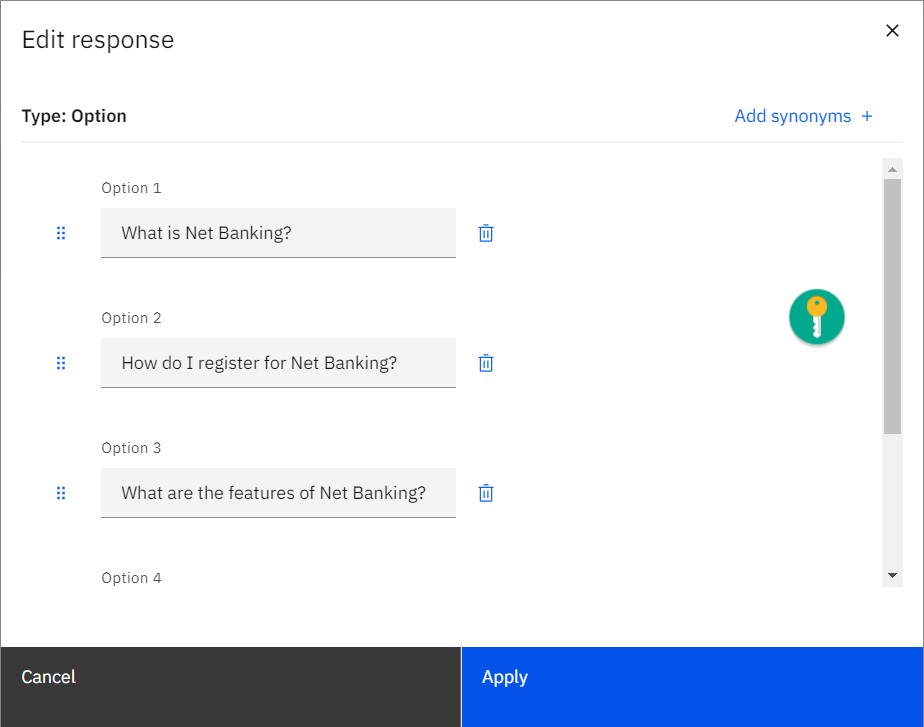 Edit response
Type: Option
Add synonyms +
Option 1
What is Net Banking?
Option 2
How do I register for Net Banking?
Option 3
What are the features of Net Banking?
Option 4
Cancel
Apply